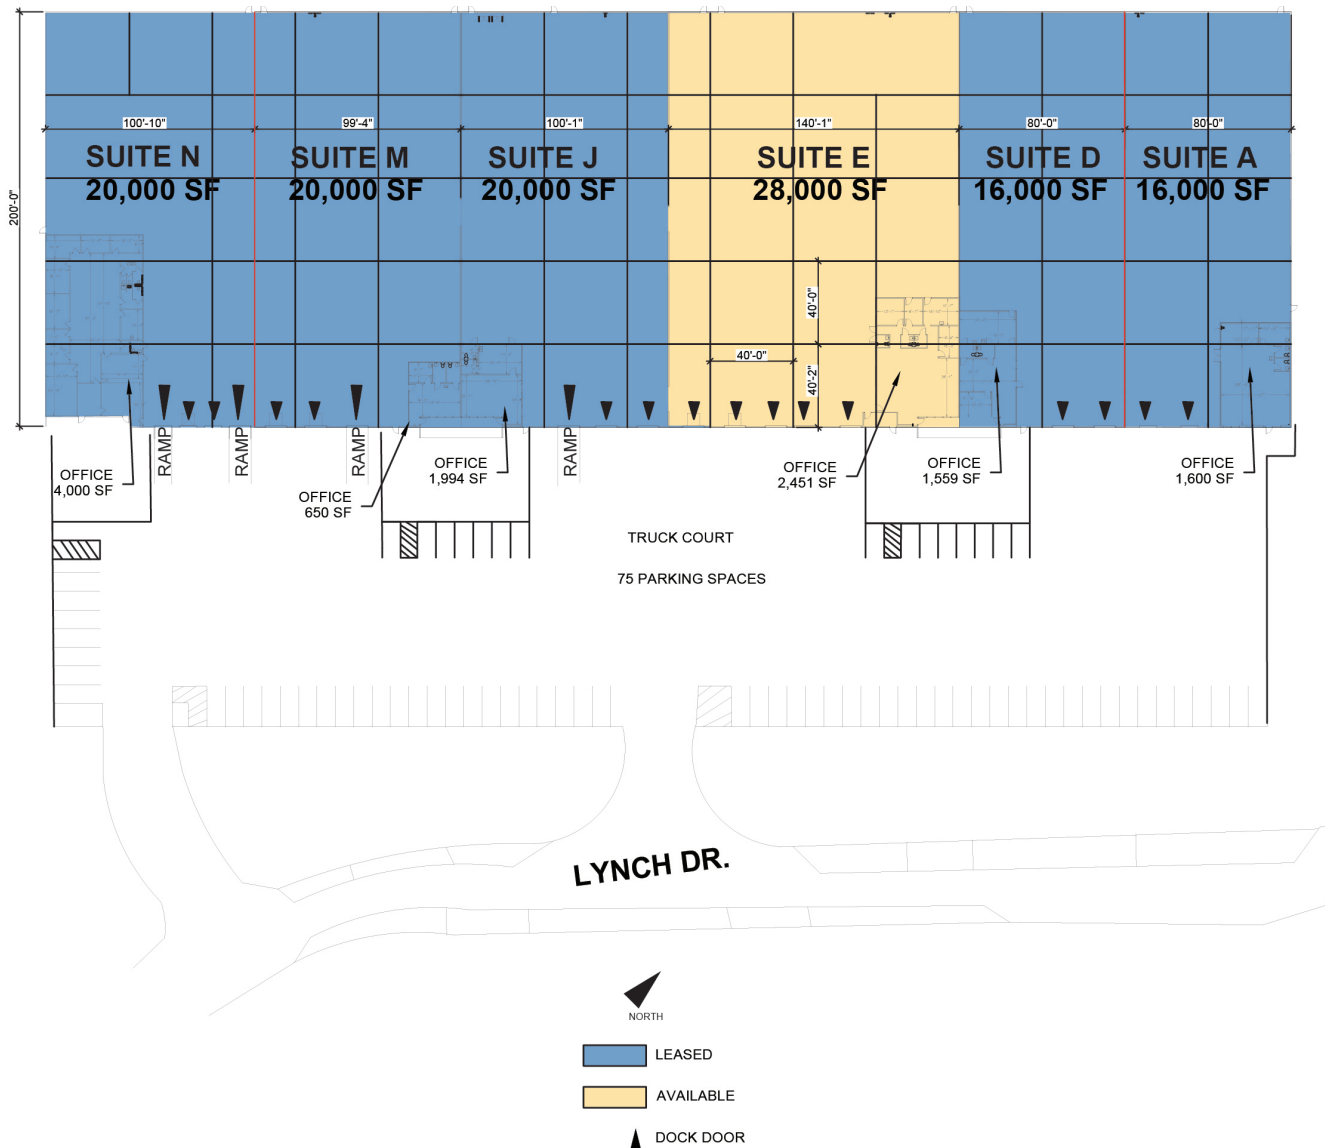 100'-10"
99'-4"
100'-1"
140'-1"
80'-0"
80'-0"
SUITE N
20,000 SF
SUITE M
20,000 SF
SUITE J
20,000 SF
SUITE E
28,000 SF
SUITE D
16,000 SF
SUITE A
16,000 SF
200'-0"
40'-0"
40'-0"
40'-2"
RAMP
RAMP
RAMP
RAMP
OFFICE
4,000 SF
OFFICE
650 SF
OFFICE
1,994 SF
OFFICE
2,451 SF
OFFICE
1,559 SF
OFFICE
1,600 SF
TRUCK COURT
75 PARKING SPACES
LYNCH DR.
NORTH
LEASED
AVAILABLE
DOCK DOOR